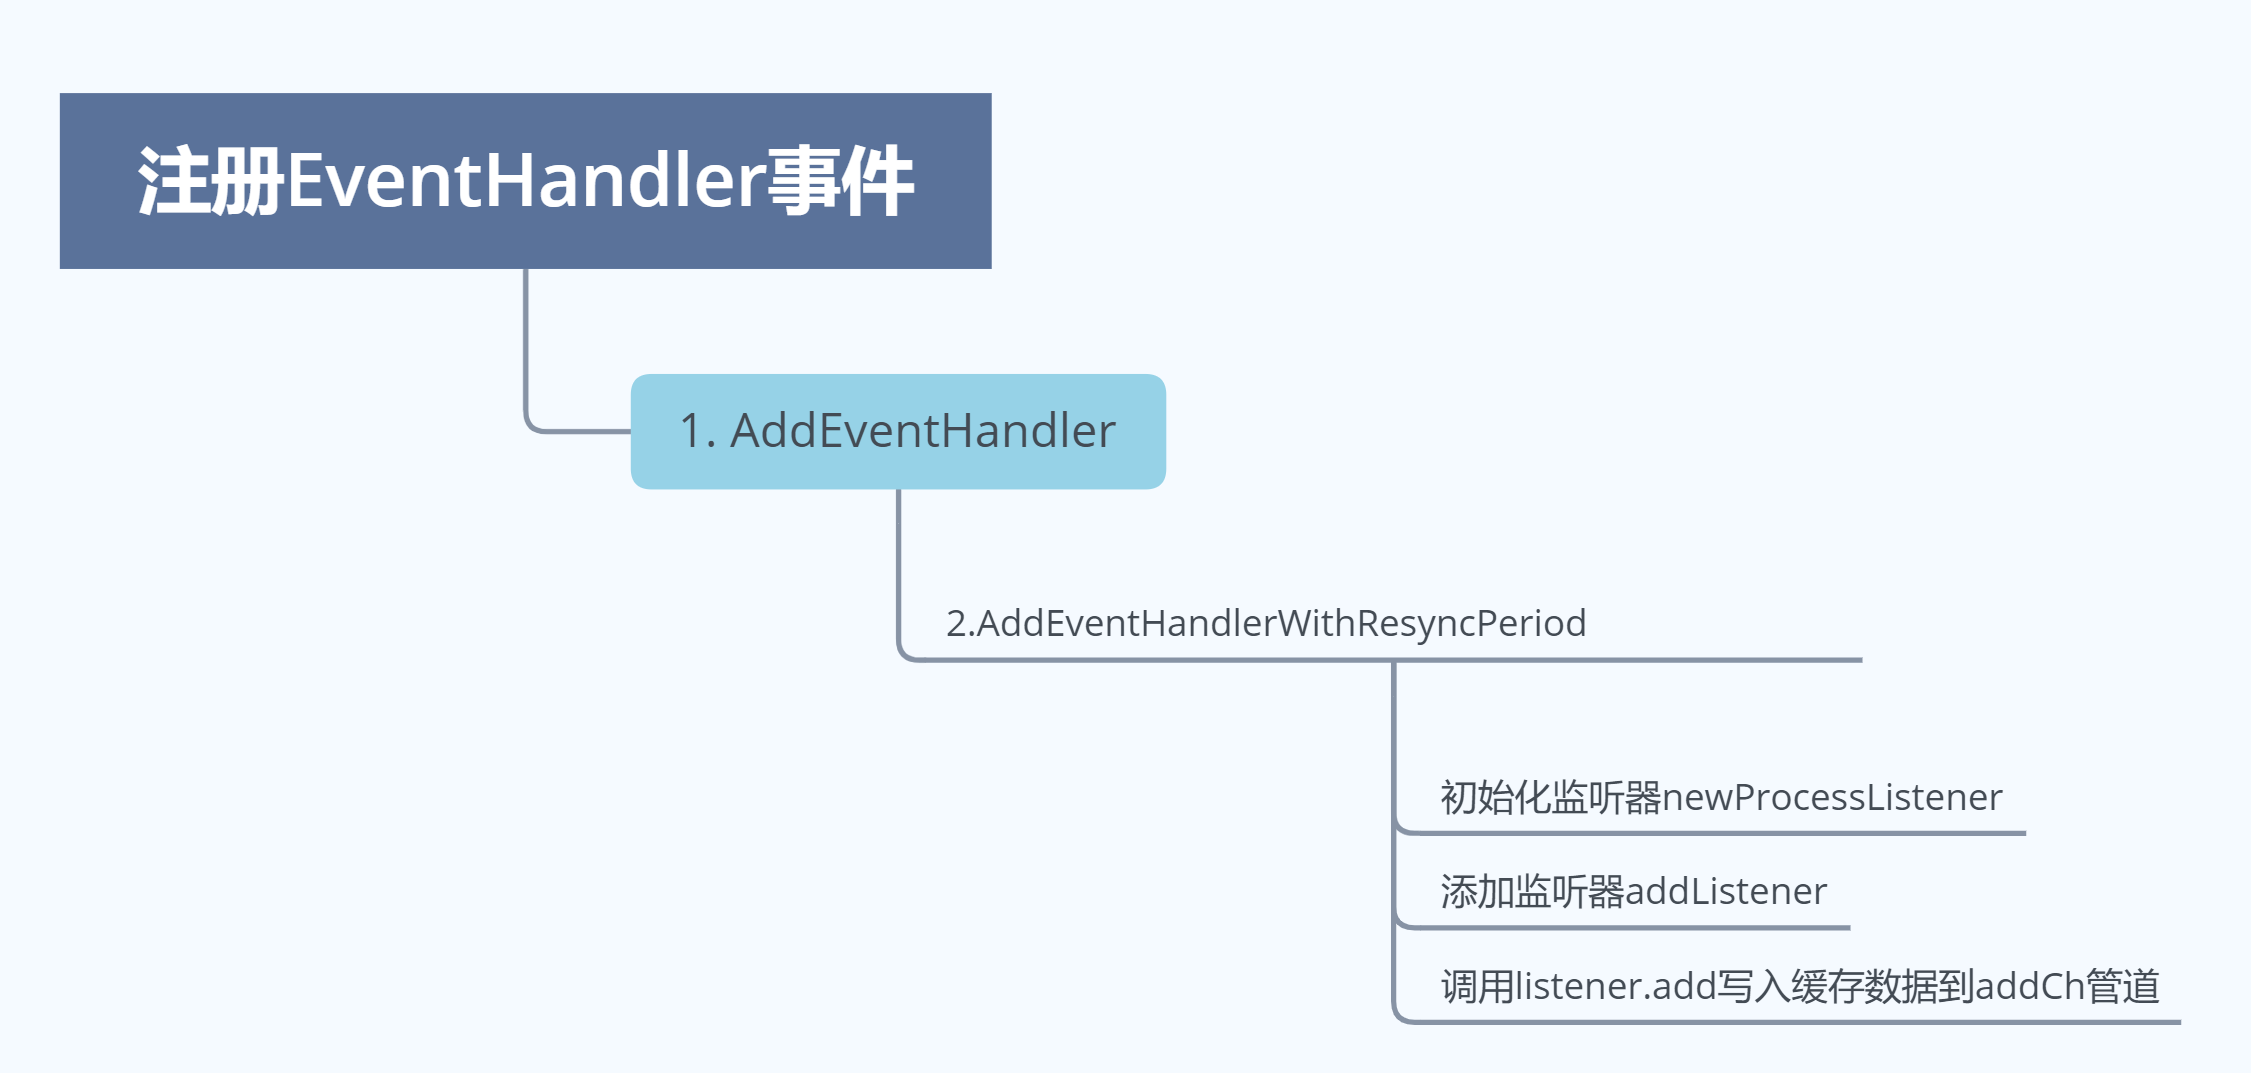 注册EventHandler事件
1. AddEventHandler
2.AddEventHandlerWithResyncPeriod
初始化监听器newProcessListener
添加监听器addListener
调用listener.add写入缓存数据到addCh管道